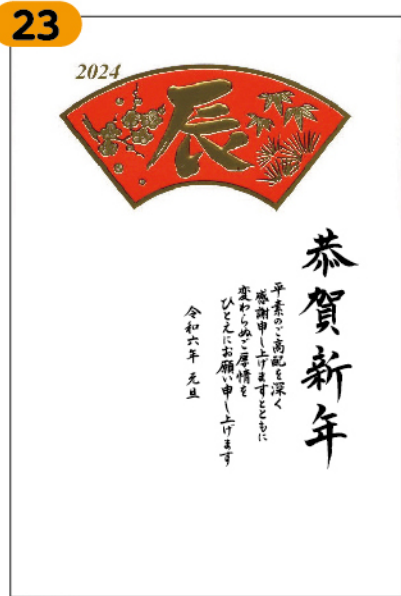 23
2024
辰
恭賀新年
平素のご高配を深く
感謝申し上げますとともに
変わらぬご厚情を
ひとえにお願い申し上げます
令和六年 元旦